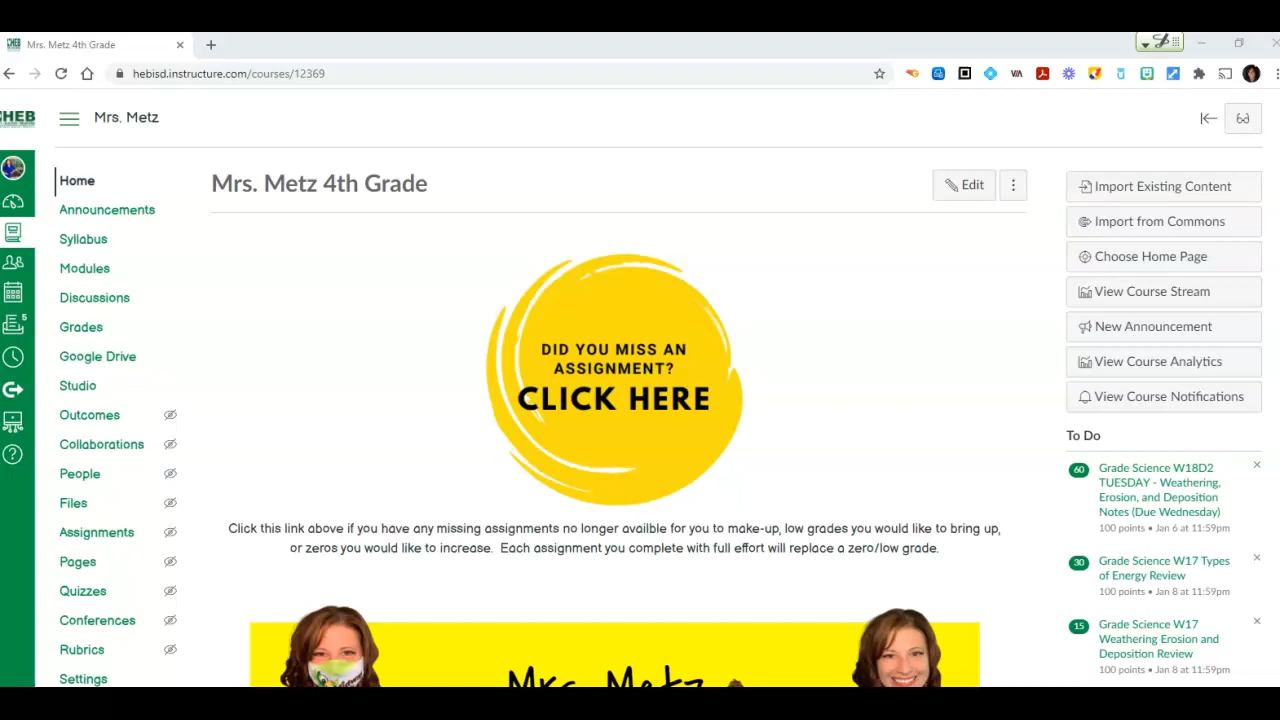 Mrs. Metz 4th Grade
hebisd.instructure.com/courses/12369
HEB
Mrs. Metz
Home
Announcements
Syllabus
Modules
Discussions
Grades
Google Drive
Studio
Outcomes
Collaborations
People
Files
Assignments
Pages
Quizzes
Conferences
Rubrics
Settings
5
Mrs. Metz 4th Grade
Edit
DID YOU MISS AN
ASSIGNMENT?
CLICK HERE
Click this link above if you have any missing assignments no longer availble for you to make-up, low grades you would like to bring up,
or zeros you would like to increase. Each assignment you complete with full effort will replace a zero/low grade.
Mrs. Metz
Import Existing Content
Import from Commons
Choose Home Page
View Course Stream
New Announcement
View Course Analytics
View Course Notifications
To Do
60
Grade Science W18D2
TUESDAY - Weathering,
Erosion, and Deposition
Notes (Due Wednesday)
100 points • Jan 6 at 11:59pm
30
Grade Science W17 Types
of Energy Review
100 points • Jan 8 at 11:59pm
15
Grade Science W17
Weathering Erosion and
Deposition Review
100 points • Jan 8 at 11:59pm